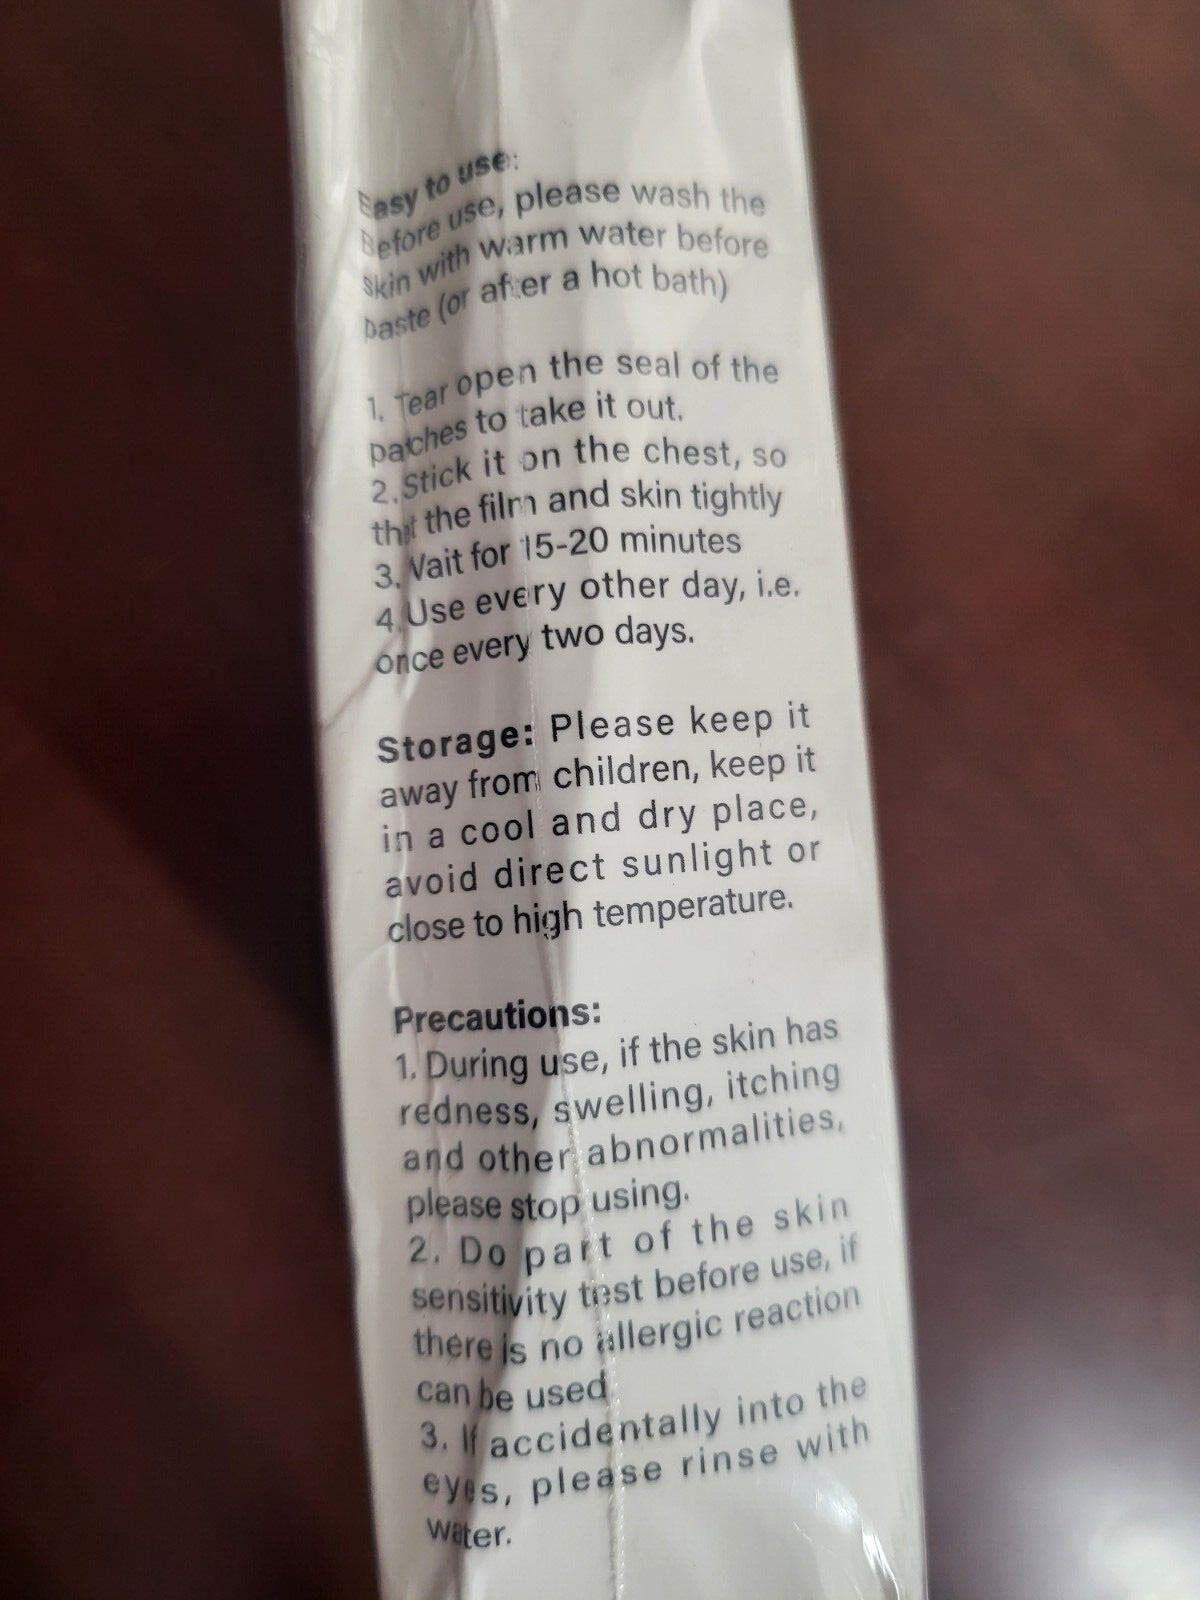 Easy to use:
Before use, please wash the
skin with warm water before
paste (or after a hot bath)
1. Tear open the seal of the
patches to take it out.
2.Stick it on the chest, so
that the film and skin tightly
3. Wait for 15-20 minutes
4.Use every other day, i.e.
once every two days.
Storage: Please keep it
away from children, keep it
in a cool and dry place,
avoid direct sunlight or
close to high temperature.
Precautions:
1. During use, if the skin has
redness, swelling, itching
and other abnormalities,
please stop using.
2. Do part of the skin
sensitivity test before use, if
there is no allergic reaction
can be used
3. If accidentally into the
eyes, please rinse with
water.